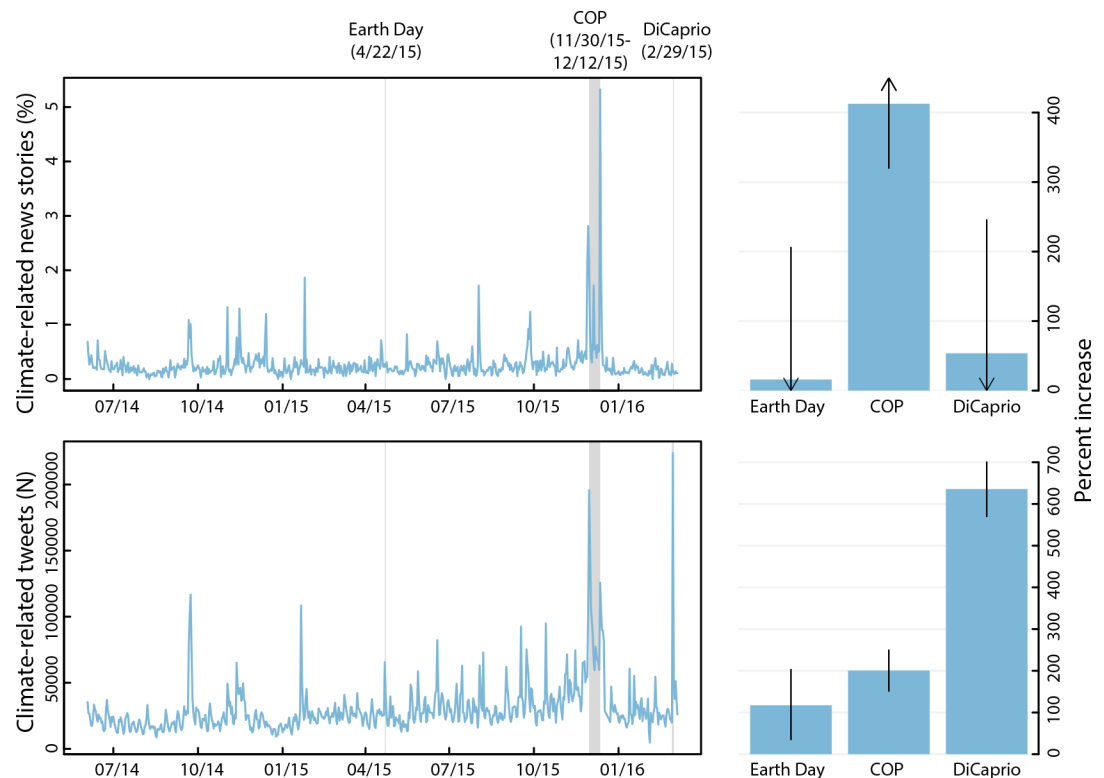 Earth Day
(4/22/15)
COP
(11/30/15-
12/12/15)
DiCaprio
(2/29/15)
Climate-related news stories (%)
5
4
3
2
1
0
07/14 10/14 01/15 04/15 07/15 10/15 01/16
400
300
200
100
0
Earth Day COP DiCaprio
Percent increase
Climate-related tweets (N)
200000
150000
100000
50000
0
07/14 10/14 01/15 04/15 07/15 10/15 01/16
700
600
500
400
300
200
100
0
Earth Day COP DiCaprio